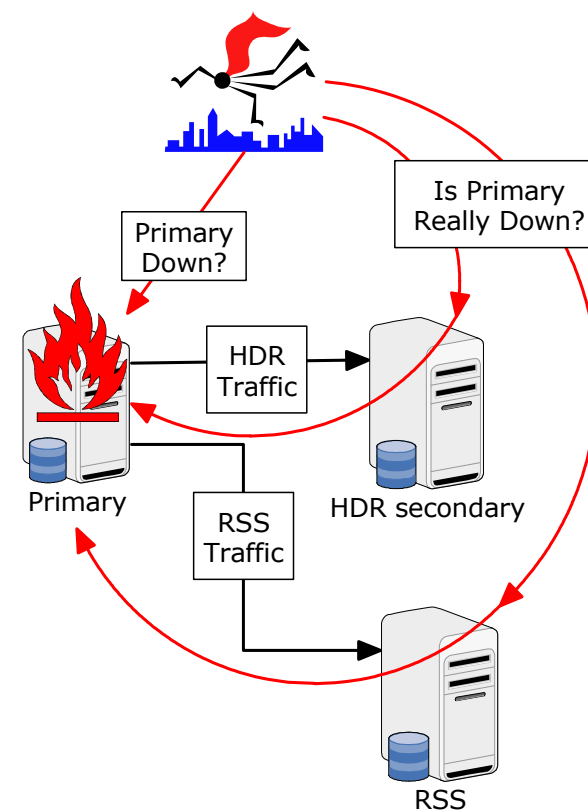 Is Primary
Really Down?
Primary
Down?
HDR
Traffic
Primary
HDR secondary
RSS
Traffic
RSS